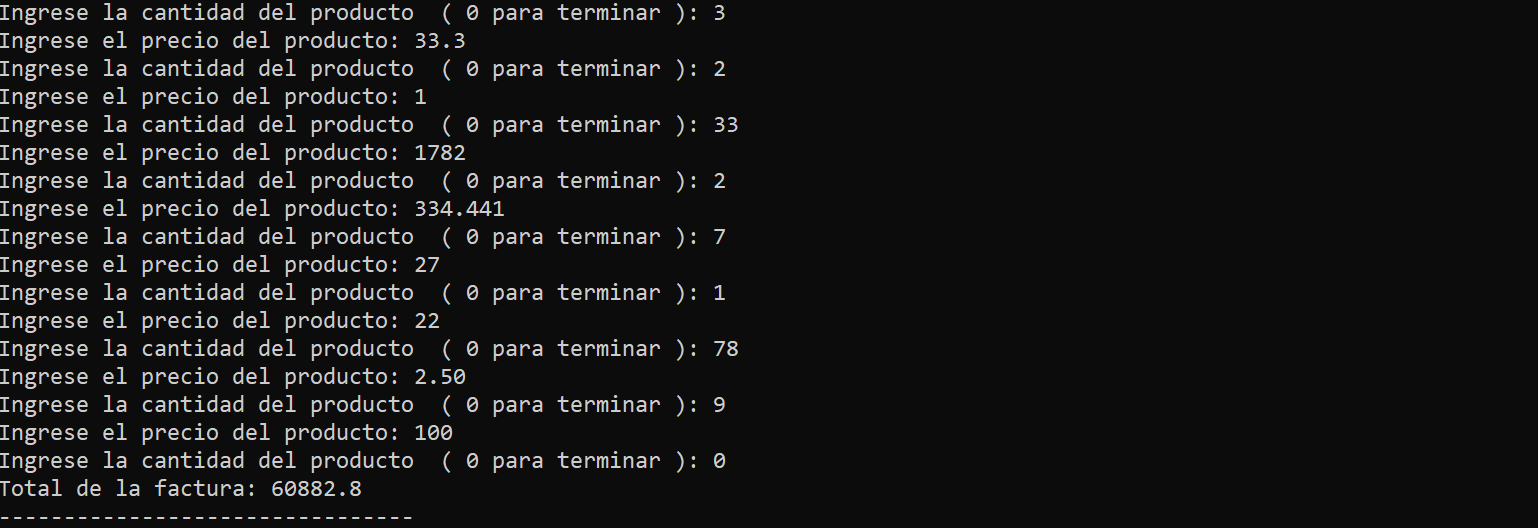 Ingrese la cantidad del producto  ( 0 para terminar ): 3
Ingrese el precio del producto: 33.3
Ingrese la cantidad del producto  ( 0 para terminar ): 2
Ingrese el precio del producto: 1
Ingrese la cantidad del producto  ( 0 para terminar ): 33
Ingrese el precio del producto: 1782
Ingrese la cantidad del producto  ( 0 para terminar ): 2
Ingrese el precio del producto: 334.441
Ingrese la cantidad del producto  ( 0 para terminar ): 7
Ingrese el precio del producto: 27
Ingrese la cantidad del producto  ( 0 para terminar ): 1
Ingrese el precio del producto: 22
Ingrese la cantidad del producto  ( 0 para terminar ): 78
Ingrese el precio del producto: 2.50
Ingrese la cantidad del producto  ( 0 para terminar ): 9
Ingrese el precio del producto: 100
Ingrese la cantidad del producto  ( 0 para terminar ): 0
Total de la factura: 60882.8
--------------------------------